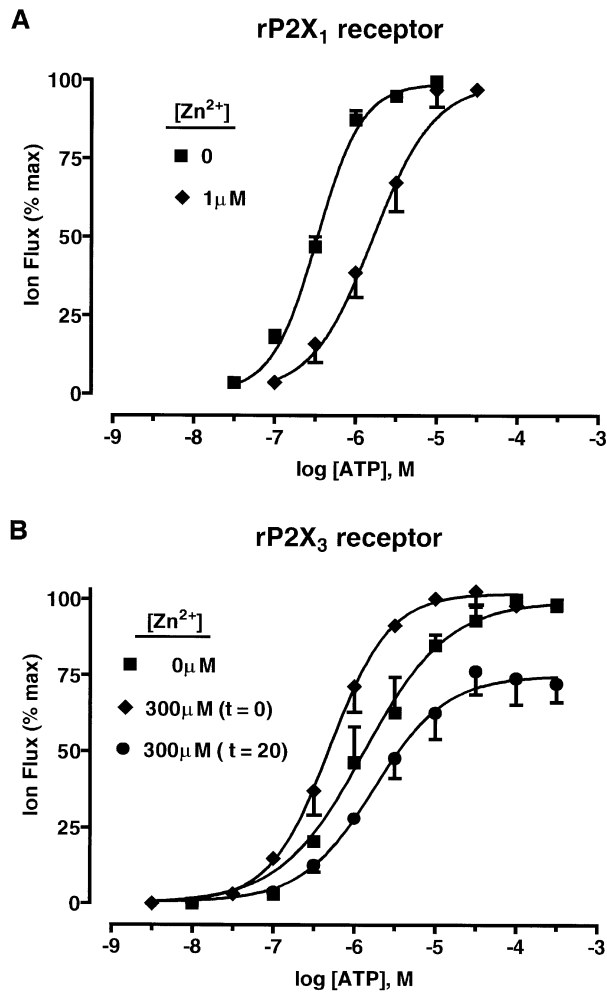 A
rP2X₁ receptor
[Zn²⁺]
0
1μM
Ion Flux (% max)
100
75
50
25
0
-9 -8 -7 -6 -5 -4 -3
log [ATP], M
B
rP2X₃ receptor
[Zn²⁺]
0μM
300μM (t = 0)
300μM ( t = 20)
Ion Flux (% max)
100
75
50
25
0
-9 -8 -7 -6 -5 -4 -3
log [ATP], M